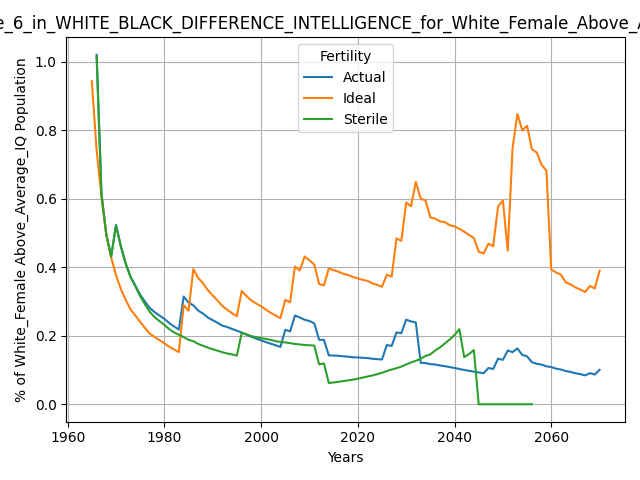 e_6_in_WHITE_BLACK_DIFFERENCE_INTELLIGENCE_for_White_Female_Above_A
% of White_Female Above_Average_IQ Population
1.0
0.8
0.6
0.4
0.2
0.0
Fertility
Actual
Ideal
Sterile
1960
1980
2000
2020
2040
2060
Years